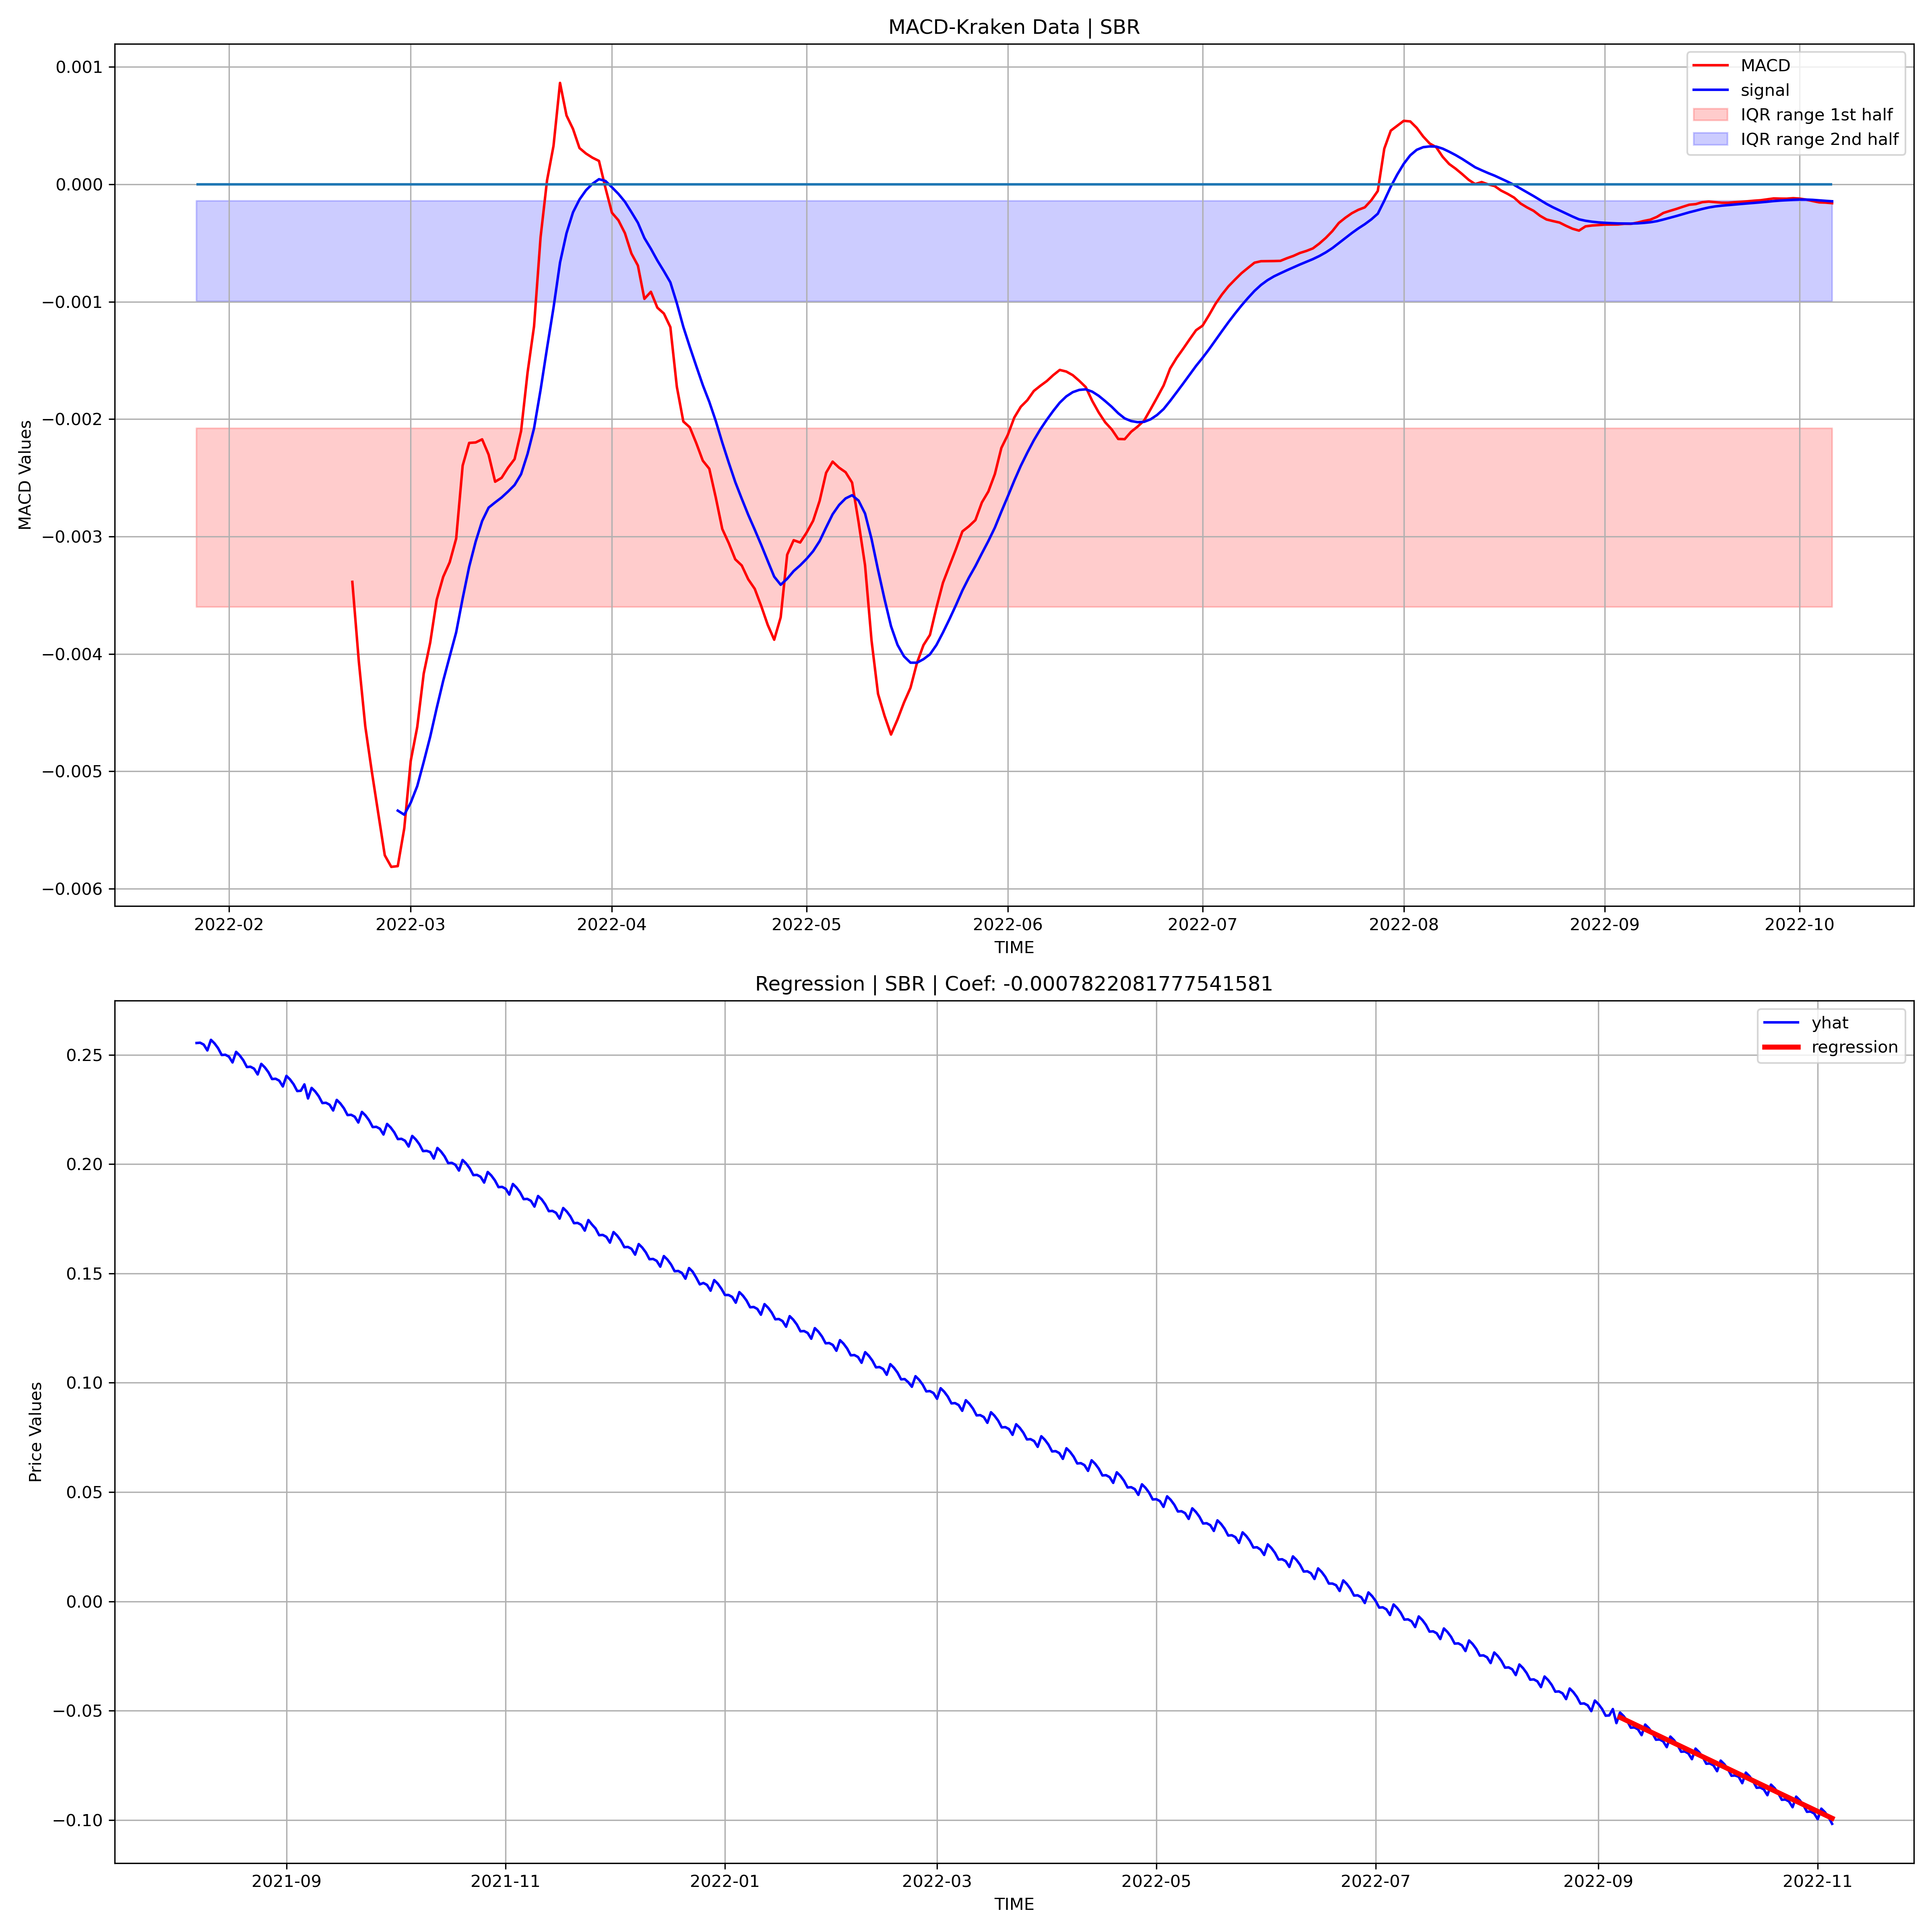 MACD-Kraken Data | SBR
MACD
signal
IQR range 1st half
IQR range 2nd half
MACD Values
0.001
0.000
−0.001
−0.002
−0.003
−0.004
−0.005
−0.006
2022-02 2022-03 2022-04 2022-05 2022-06 2022-07 2022-08 2022-09 2022-10
TIME
Regression | SBR | Coef: -0.0007822081777541581
yhat
regression
Price Values
0.25
0.20
0.15
0.10
0.05
0.00
−0.05
−0.10
2021-09 2021-11 2022-01 2022-03 2022-05 2022-07 2022-09 2022-11
TIME